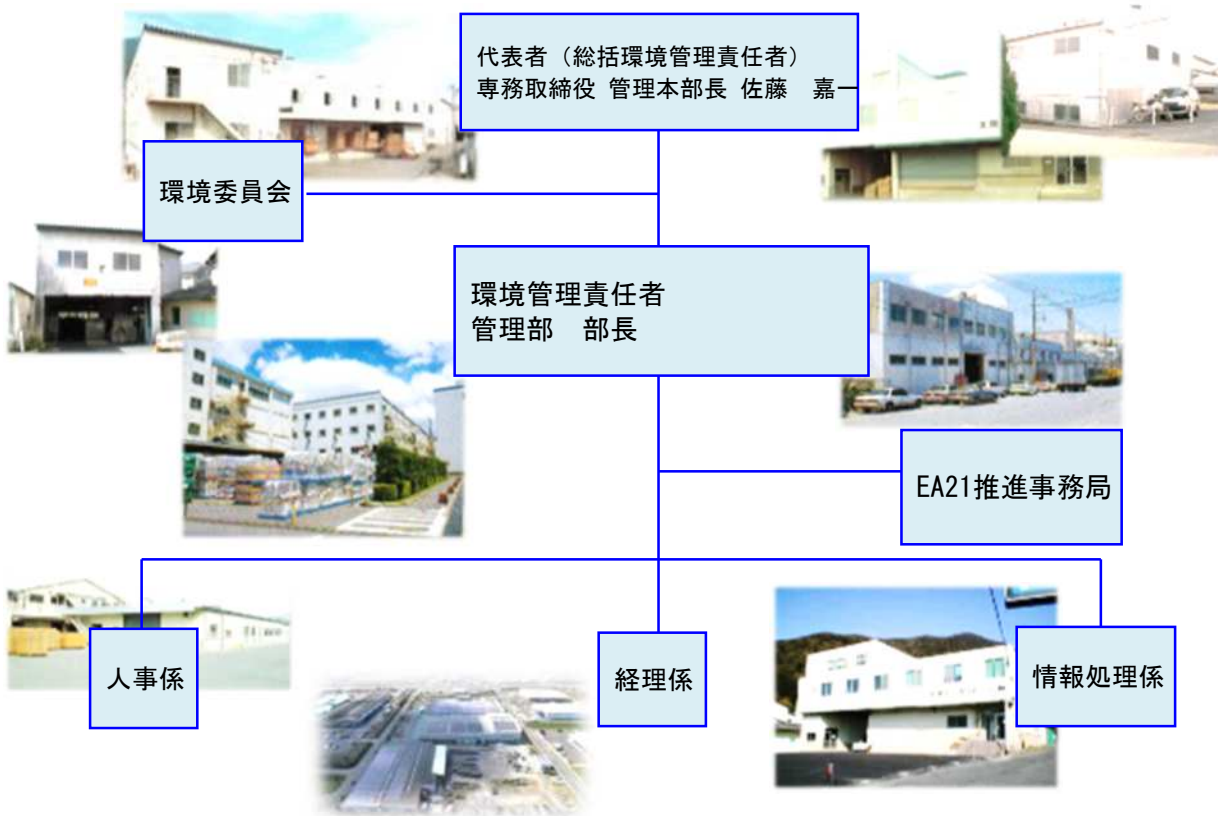 代表者（総括環境管理責任者）
専務取締役 管理本部長 佐藤　嘉一
環境委員会
環境管理責任者
管理部　部長
EA21推進事務局
人事係
経理係
情報処理係